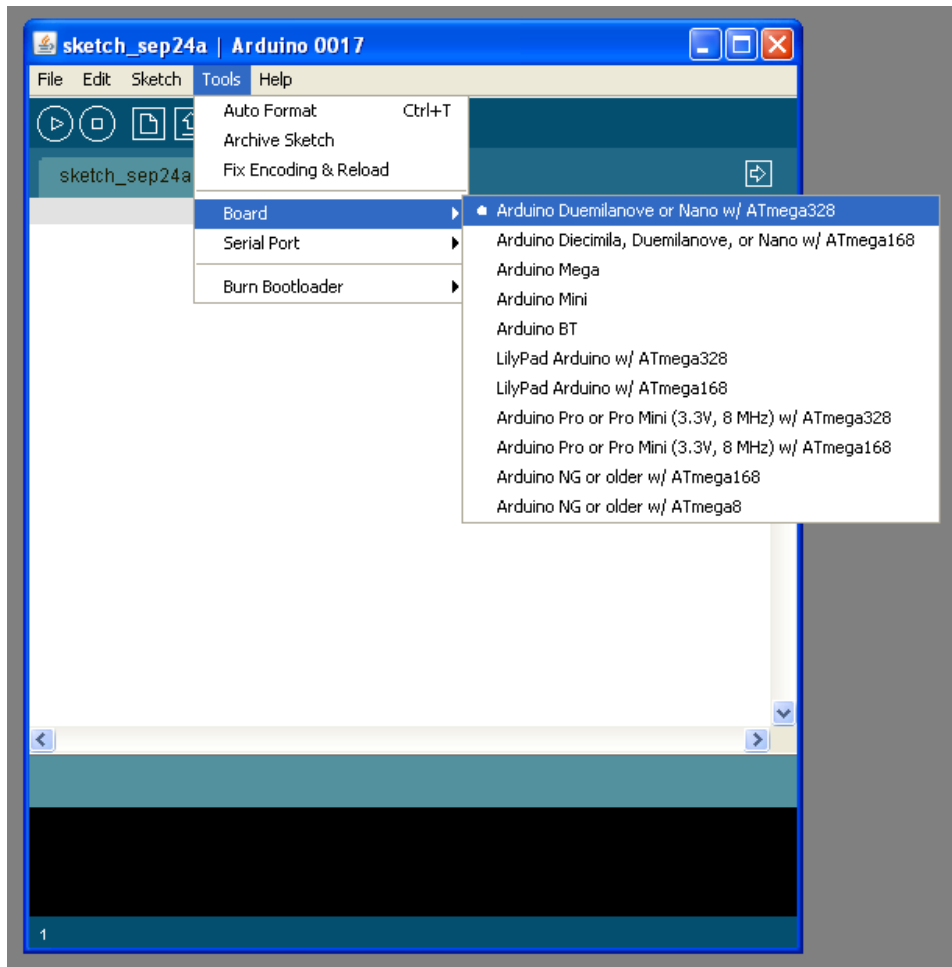 sketch_sep24a | Arduino 0017
File Edit Sketch Tools Help
Auto Format Ctrl+T
Archive Sketch
Fix Encoding & Reload
sketch_sep24a
Board
Serial Port
Burn Bootloader
Arduino Duemilanove or Nano w/ ATmega328
Arduino Diecimila, Duemilanove, or Nano w/ ATmega168
Arduino Mega
Arduino Mini
Arduino BT
LilyPad Arduino w/ ATmega328
LilyPad Arduino w/ ATmega168
Arduino Pro or Pro Mini (3.3V, 8 MHz) w/ ATmega328
Arduino Pro or Pro Mini (3.3V, 8 MHz) w/ ATmega168
Arduino NG or older w/ ATmega168
Arduino NG or older w/ ATmega8
1